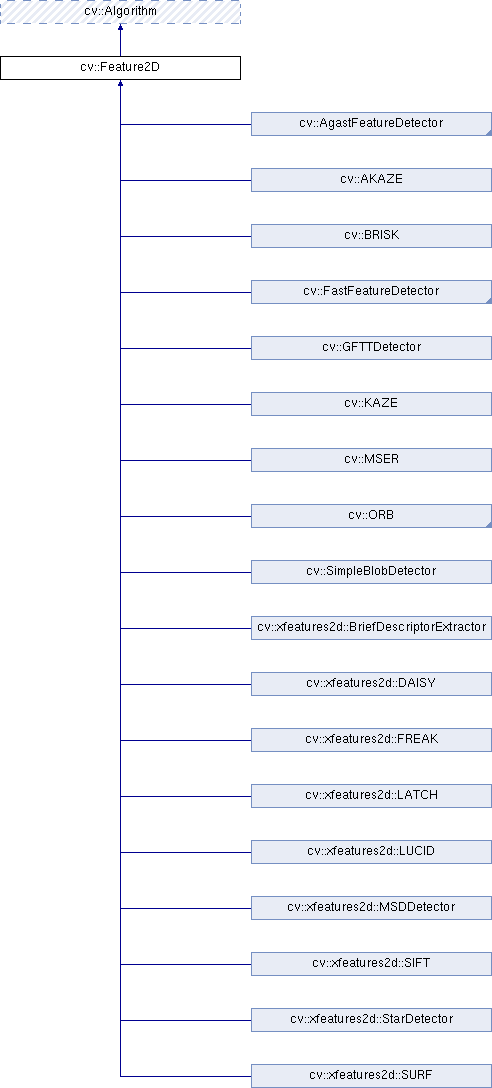 cv::Algorithm
cv::Feature2D
cv::AgastFeatureDetector
cv::AKAZE
cv::BRISK
cv::FastFeatureDetector
cv::GFTTDetector
cv::KAZE
cv::MSER
cv::ORB
cv::SimpleBlobDetector
cv::xfeatures2d::BriefDescriptorExtractor
cv::xfeatures2d::DAISY
cv::xfeatures2d::FREAK
cv::xfeatures2d::LATCH
cv::xfeatures2d::LUCID
cv::xfeatures2d::MSDDetector
cv::xfeatures2d::SIFT
cv::xfeatures2d::StarDetector
cv::xfeatures2d::SURF